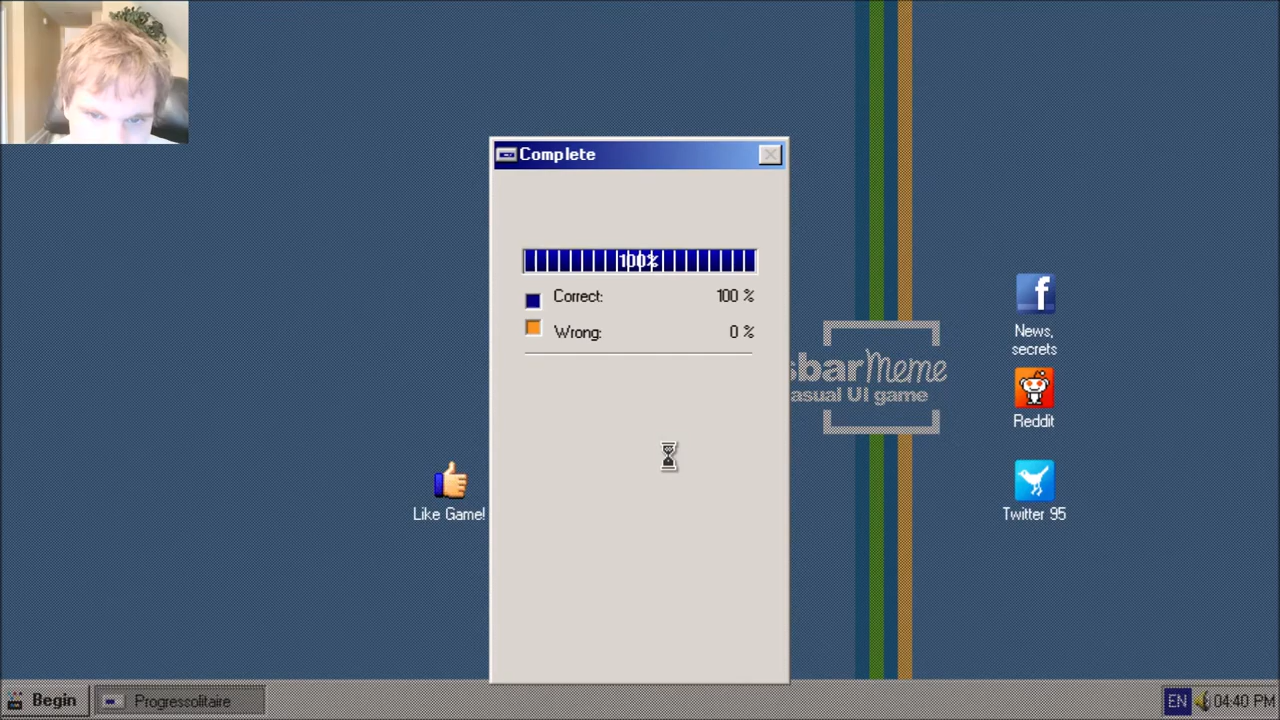 Complete
100%
Correct: 100 %
Wrong: 0 %
sbarMeme
asual UI game
News,
secrets
Reddit
Like Game!
Twitter 95
Begin
Progressolitaire
EN
04:40 PM